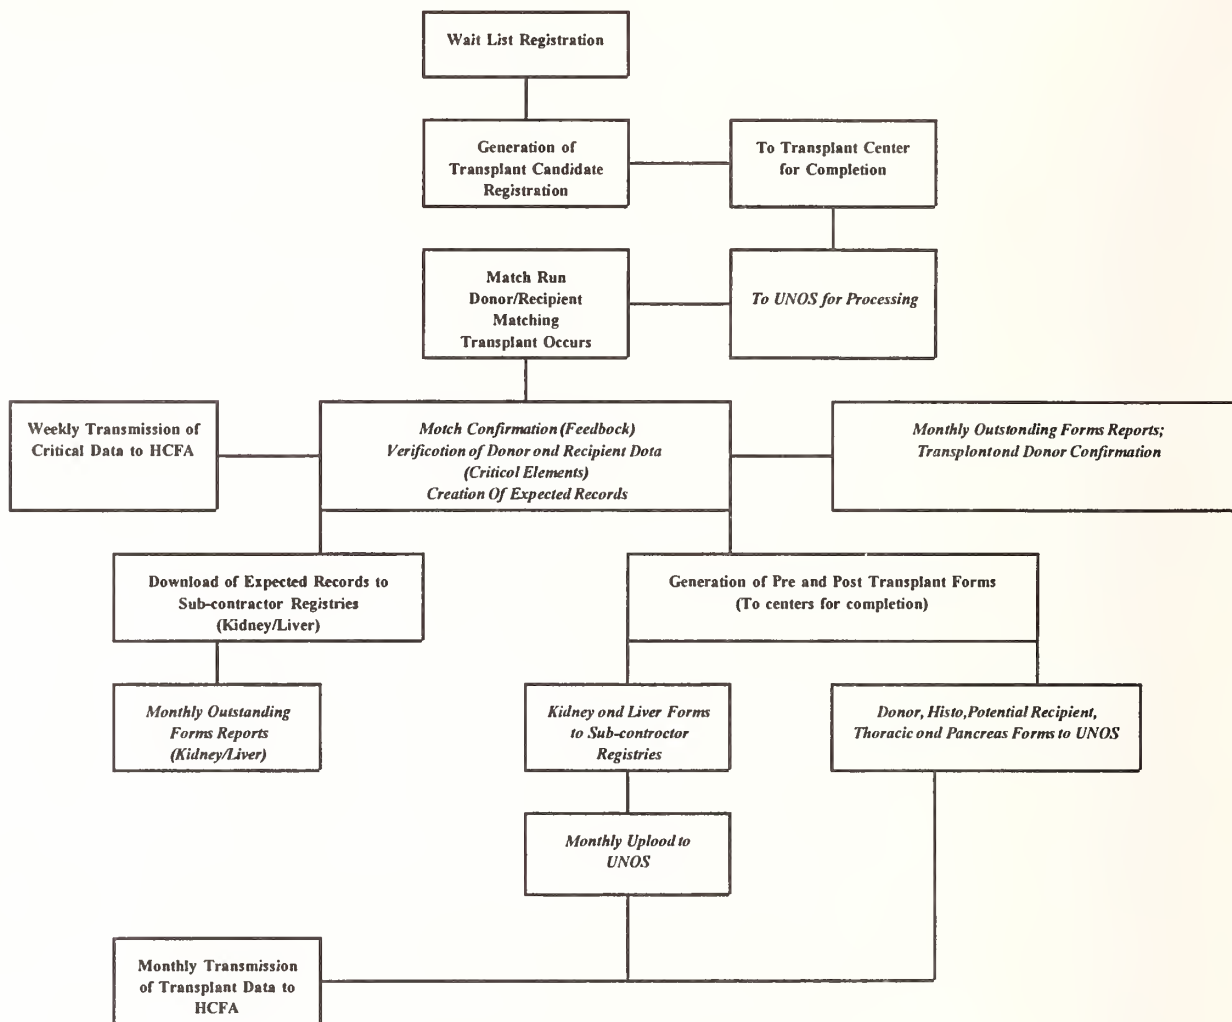 Wait List Registration
Generation of
Transplant Candidate
Registration
To Transplant Center
for Completion
Match Run
Donor/Recipient
Matching
Transplant Occurs
To UNOS for Processing
Weekly Transmission of
Critical Data to HCFA
Motch Confirmation (Feedbock)
Verification of Donor and Recipient Dota
(Criticol Elements)
Creation Of Expected Records
Monthly Outstonding Forms Reports;
Transplontond Donor Confirmation
Download of Expected Records to
Sub-contractor Registries
(Kidney/Liver)
Generation of Pre and Post Transplant Forms
(To centers for completion)
Monthly Outstanding
Forms Reports
(Kidney/Liver)
Kidney ond Liver Forms
to Sub-controctor
Registries
Donor, Histo, Potential Recipient,
Thoracic ond Pancreas Forms to UNOS
Monthly Uplood to
UNOS
Monthly Transmission
of Transplant Data to
HCFA